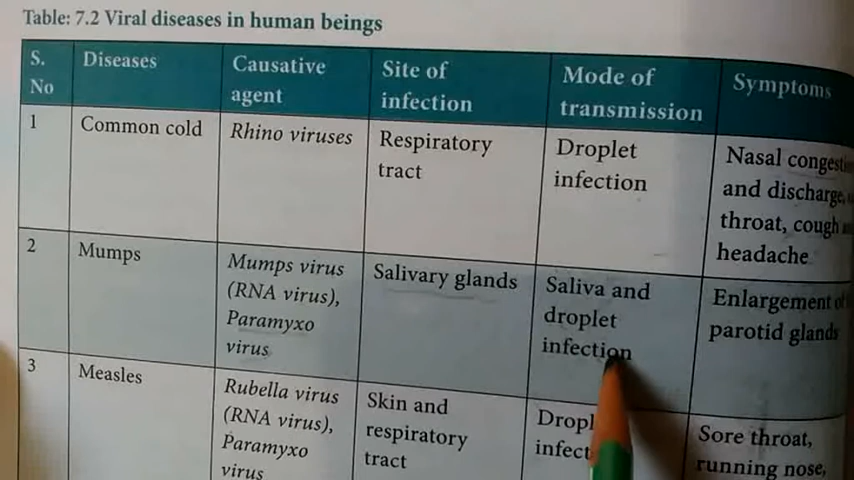 Table: 7.2 Viral diseases in human beings
S.
No
Diseases
Causative
agent
Site of
infection
Mode of
transmission
Symptoms
1
Common cold
Rhino viruses
Respiratory
tract
Droplet
infection
Nasal
and discharge,
throat, cough
headache
2
Mumps
Mumps virus
(RNA virus),
Paramyxo
virus
Salivary glands
Saliva and
droplet
infection
Enlargement
parotid glands
3
Measles
Rubella virus
(RNA virus),
Paramyxo
virus
Skin and
respiratory
tract
Sore throat,
running nose,